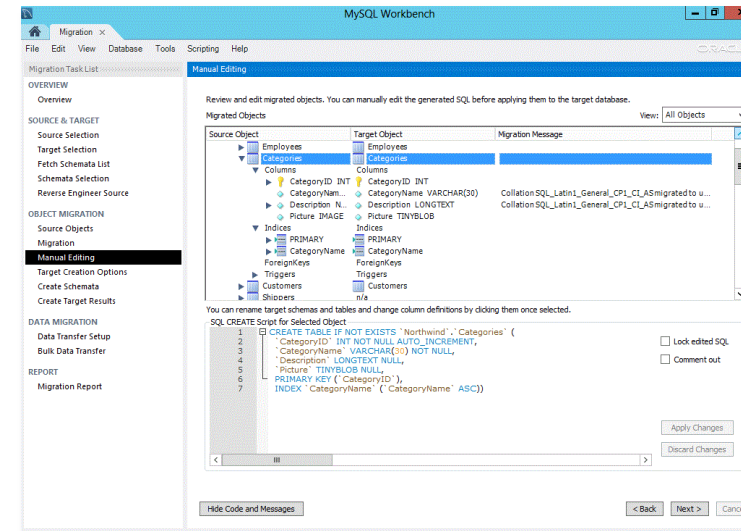 MySQL Workbench
Migration ×
File Edit View Database Tools Scripting Help
ORACL
Migration Task List
OVERVIEW
Overview
SOURCE & TARGET
Source Selection
Target Selection
Fetch Schemata List
Schemata Selection
Reverse Engineer Source
OBJECT MIGRATION
Source Objects
Migration
Manual Editing
Target Creation Options
Create Schemata
Create Target Results
DATA MIGRATION
Data Transfer Setup
Bulk Data Transfer
REPORT
Migration Report
Manual Editing
Review and edit migrated objects. You can manually edit the generated SQL before applying them to the target database.
Migrated Objects View: All Objects
Source Object Target Object Migration Message
Employees Employees
Categories Categories
Columns Columns
CategoryID INT CategoryID INT
CategoryNam... CategoryName VARCHAR(30) Collation SQL_Latin1_General_CP1_CI_AS migrated to u...
Description N... Description LONGTEXT Collation SQL_Latin1_General_CP1_CI_AS migrated to u...
Picture IMAGE Picture TINYBLOB
Indices Indices
PRIMARY PRIMARY
CategoryName CategoryName
ForeignKeys ForeignKeys
Triggers Triggers
Customers Customers
Shippers n/a
You can rename target schemas and tables and change column definitions by clicking them once selected.
SQL CREATE Script for Selected Object
1 CREATE TABLE IF NOT EXISTS `Northwind`.`Categories` (
2 `CategoryID` INT NOT NULL AUTO_INCREMENT,
3 `CategoryName` VARCHAR(30) NOT NULL,
4 `Description` LONGTEXT NULL,
5 `Picture` TINYBLOB NULL,
6 PRIMARY KEY (`CategoryID`),
7 INDEX `CategoryName` (`CategoryName` ASC))
Lock edited SQL
Comment out
Apply Changes
Discard Changes
Hide Code and Messages
< Back Next > Canc